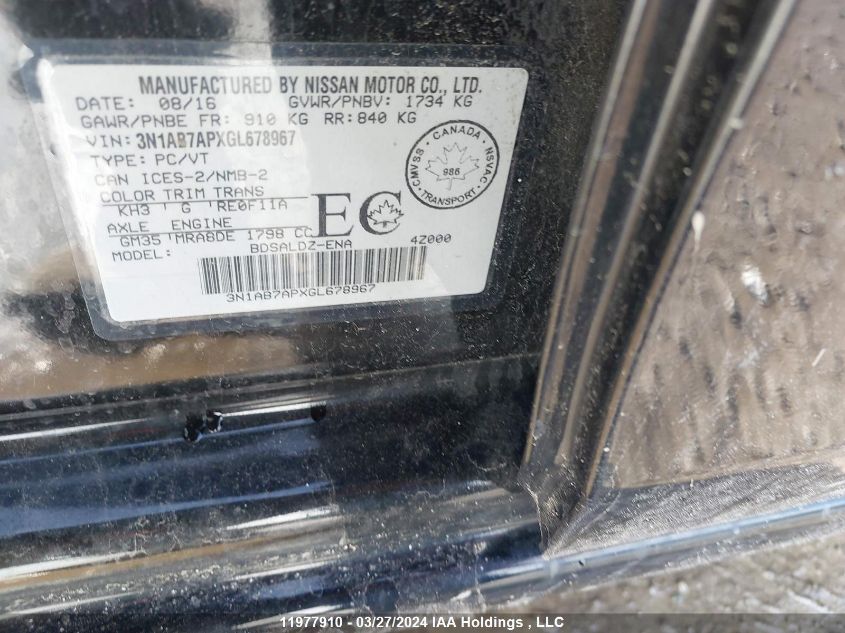 MANUFACTURED BY NISSAN MOTOR CO., LTD.
DATE: 08/16 GVWR/PNBV: 1734 KG
GAWR/PNBE FR: 910 KG RR: 840 KG
VIN: 3N1AB7APXGL678967
TYPE: PC/VT
CAN ICES-2/NMB-2
COLOR TRIM TRANS
KH3 G RE0F11A
AXLE ENGINE
GM35 MRA8DE 1798 CC
MODEL: BDSALDZ-ENA 4Z000
EC
CMVSS · CANADA · NSVAC
986
· TRANSPORT ·
3N1AB7APXGL678967
11977910 - 03/27/2024 IAA Holdings , LLC